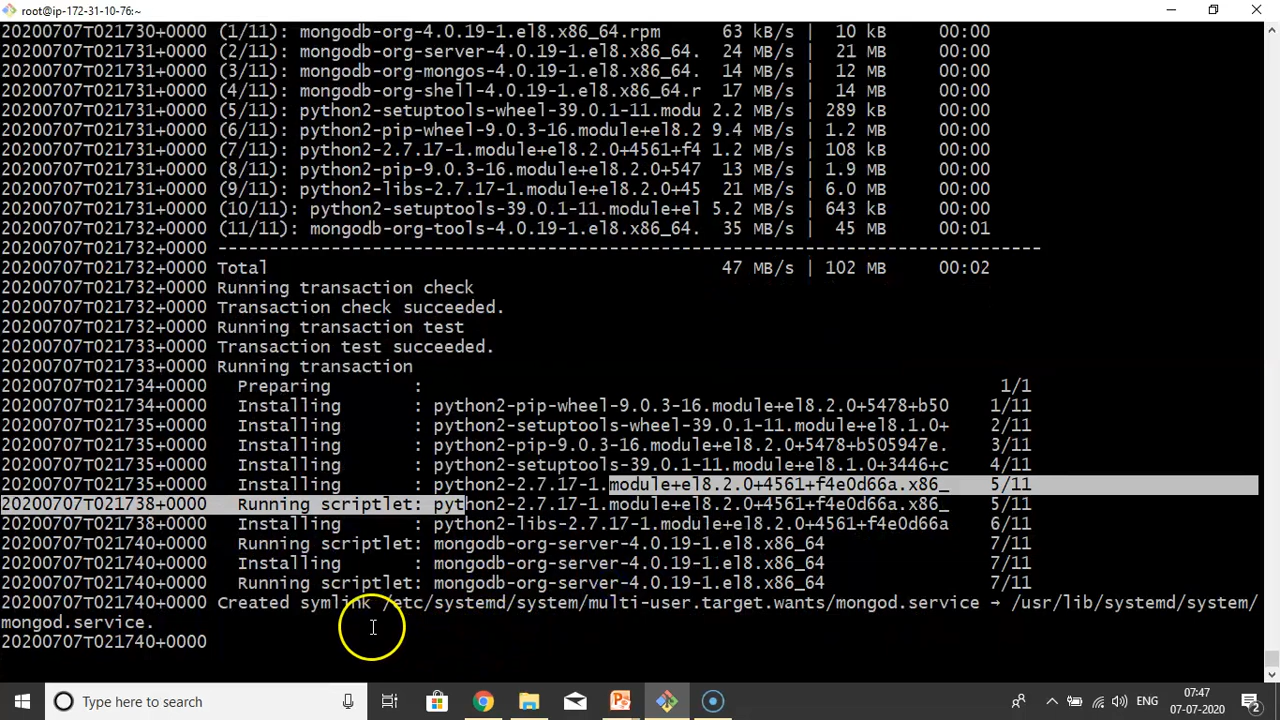 root@ip-172-31-10-76:~
20200707T021730+0000 (1/11): mongodb-org-4.0.19-1.el8.x86_64.rpm 63 kB/s | 10 kB 00:00
20200707T021731+0000 (2/11): mongodb-org-server-4.0.19-1.el8.x86_64. 24 MB/s | 21 MB 00:00
20200707T021731+0000 (3/11): mongodb-org-mongos-4.0.19-1.el8.x86_64. 14 MB/s | 12 MB 00:00
20200707T021731+0000 (4/11): mongodb-org-shell-4.0.19-1.el8.x86_64.r 17 MB/s | 14 MB 00:00
20200707T021731+0000 (5/11): python2-setuptools-wheel-39.0.1-11.modu 2.2 MB/s | 289 kB 00:00
20200707T021731+0000 (6/11): python2-pip-wheel-9.0.3-16.module+el8.2 9.4 MB/s | 1.2 MB 00:00
20200707T021731+0000 (7/11): python2-2.7.17-1.module+el8.2.0+4561+f4 1.2 MB/s | 108 kB 00:00
20200707T021731+0000 (8/11): python2-pip-9.0.3-16.module+el8.2.0+547 13 MB/s | 1.9 MB 00:00
20200707T021731+0000 (9/11): python2-libs-2.7.17-1.module+el8.2.0+45 21 MB/s | 6.0 MB 00:00
20200707T021731+0000 (10/11): python2-setuptools-39.0.1-11.module+el 5.2 MB/s | 643 kB 00:00
20200707T021732+0000 (11/11): mongodb-org-tools-4.0.19-1.el8.x86_64. 35 MB/s | 45 MB 00:01
20200707T021732+0000 --------------------------------------------------------------------------------
20200707T021732+0000 Total 47 MB/s | 102 MB 00:02
20200707T021732+0000 Running transaction check
20200707T021732+0000 Transaction check succeeded.
20200707T021732+0000 Running transaction test
20200707T021733+0000 Transaction test succeeded.
20200707T021733+0000 Running transaction
20200707T021734+0000 Preparing : 1/1
20200707T021734+0000 Installing : python2-pip-wheel-9.0.3-16.module+el8.2.0+5478+b50 1/11
20200707T021735+0000 Installing : python2-setuptools-wheel-39.0.1-11.module+el8.1.0+ 2/11
20200707T021735+0000 Installing : python2-pip-9.0.3-16.module+el8.2.0+5478+b505947e. 3/11
20200707T021735+0000 Installing : python2-setuptools-39.0.1-11.module+el8.1.0+3446+c 4/11
20200707T021735+0000 Installing : python2-2.7.17-1.module+el8.2.0+4561+f4e0d66a.x86_ 5/11
20200707T021738+0000 Running scriptlet: python2-2.7.17-1.module+el8.2.0+4561+f4e0d66a.x86_ 5/11
20200707T021738+0000 Installing : python2-libs-2.7.17-1.module+el8.2.0+4561+f4e0d66a 6/11
20200707T021740+0000 Running scriptlet: mongodb-org-server-4.0.19-1.el8.x86_64 7/11
20200707T021740+0000 Installing : mongodb-org-server-4.0.19-1.el8.x86_64 7/11
20200707T021740+0000 Running scriptlet: mongodb-org-server-4.0.19-1.el8.x86_64 7/11
20200707T021740+0000 Created symlink /etc/systemd/system/multi-user.target.wants/mongod.service → /usr/lib/systemd/system/
mongod.service.
20200707T021740+0000
Type here to search
ENG
07:47
07-07-2020
2